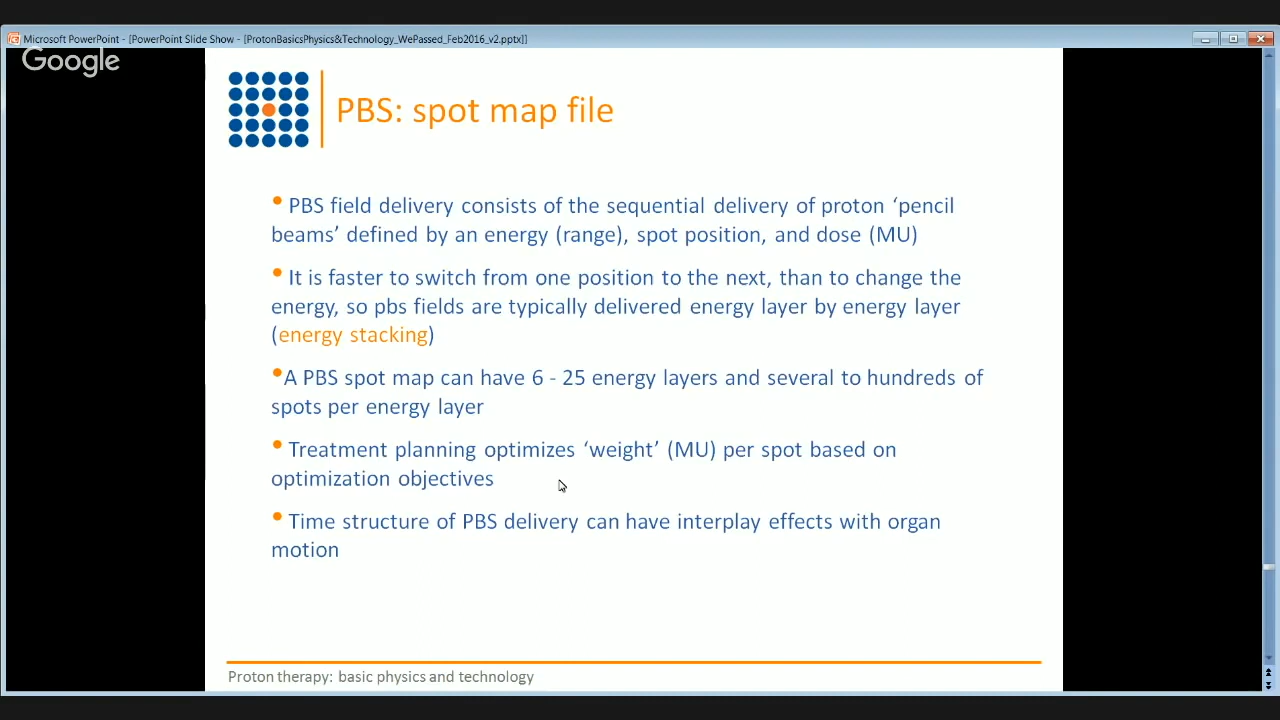 Microsoft PowerPoint - [PowerPoint Slide Show - [ProtonBasicsPhysics&Technology_WePassed_Feb2016_v2.pptx]]
Google
PBS: spot map file
• PBS field delivery consists of the sequential delivery of proton ‘pencil
beams’ defined by an energy (range), spot position, and dose (MU)
• It is faster to switch from one position to the next, than to change the
energy, so pbs fields are typically delivered energy layer by energy layer
(energy stacking)
•A PBS spot map can have 6 - 25 energy layers and several to hundreds of
spots per energy layer
• Treatment planning optimizes ‘weight’ (MU) per spot based on
optimization objectives
• Time structure of PBS delivery can have interplay effects with organ
motion
Proton therapy: basic physics and technology